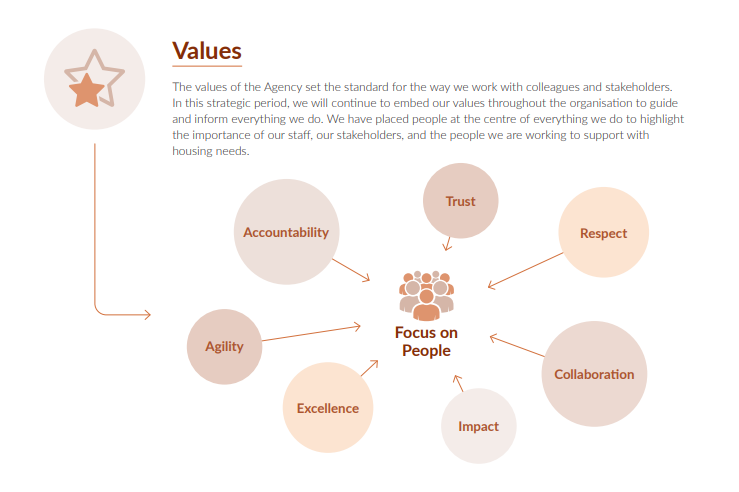 Values
The values of the Agency set the standard for the way we work with colleagues and stakeholders.
In this strategic period, we will continue to embed our values throughout the organisation to guide
and inform everything we do. We have placed people at the centre of everything we do to highlight
the importance of our staff, our stakeholders, and the people we are working to support with
housing needs.
Trust
Accountability
Respect
Focus on
People
Agility
Collaboration
Excellence
Impact